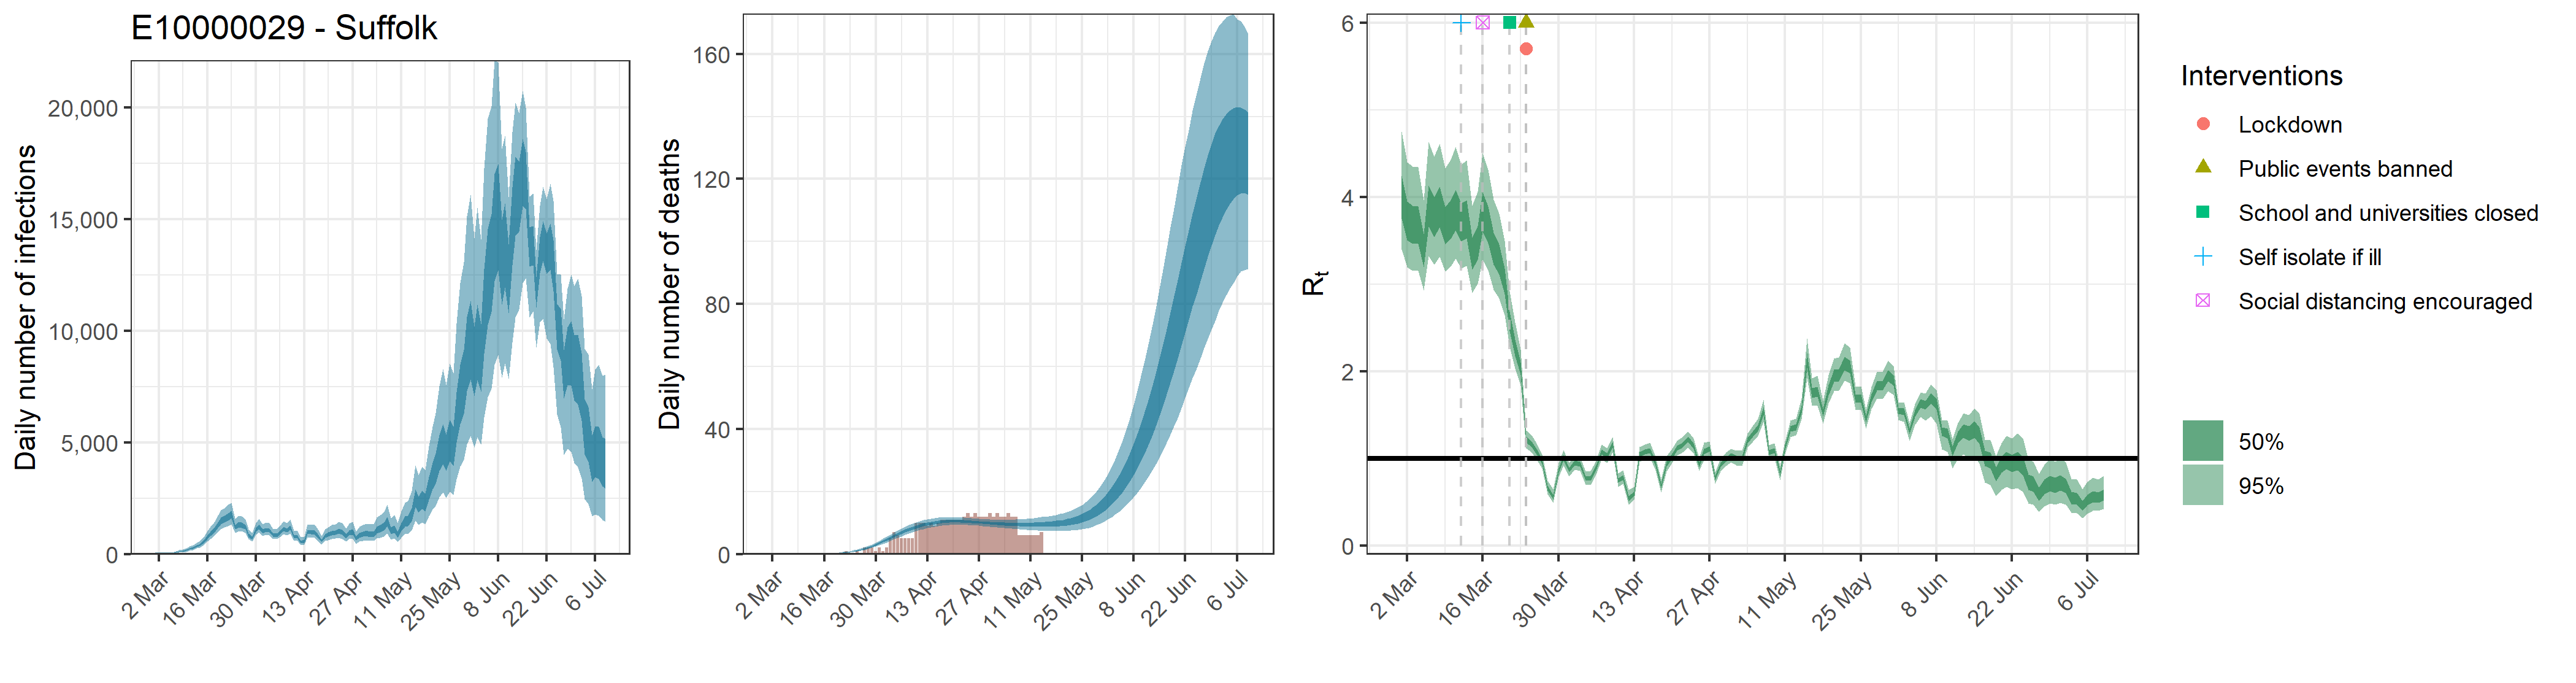 E10000029 - Suffolk
Daily number of infections
20,000
15,000
10,000
5,000
0
2 Mar
16 Mar
30 Mar
13 Apr
27 Apr
11 May
25 May
8 Jun
22 Jun
6 Jul
Daily number of deaths
160
120
80
40
0
2 Mar
16 Mar
30 Mar
13 Apr
27 Apr
11 May
25 May
8 Jun
22 Jun
6 Jul
Rt
6
4
2
0
2 Mar
16 Mar
30 Mar
13 Apr
27 Apr
11 May
25 May
8 Jun
22 Jun
6 Jul
Interventions
Lockdown
Public events banned
School and universities closed
Self isolate if ill
Social distancing encouraged
50%
95%